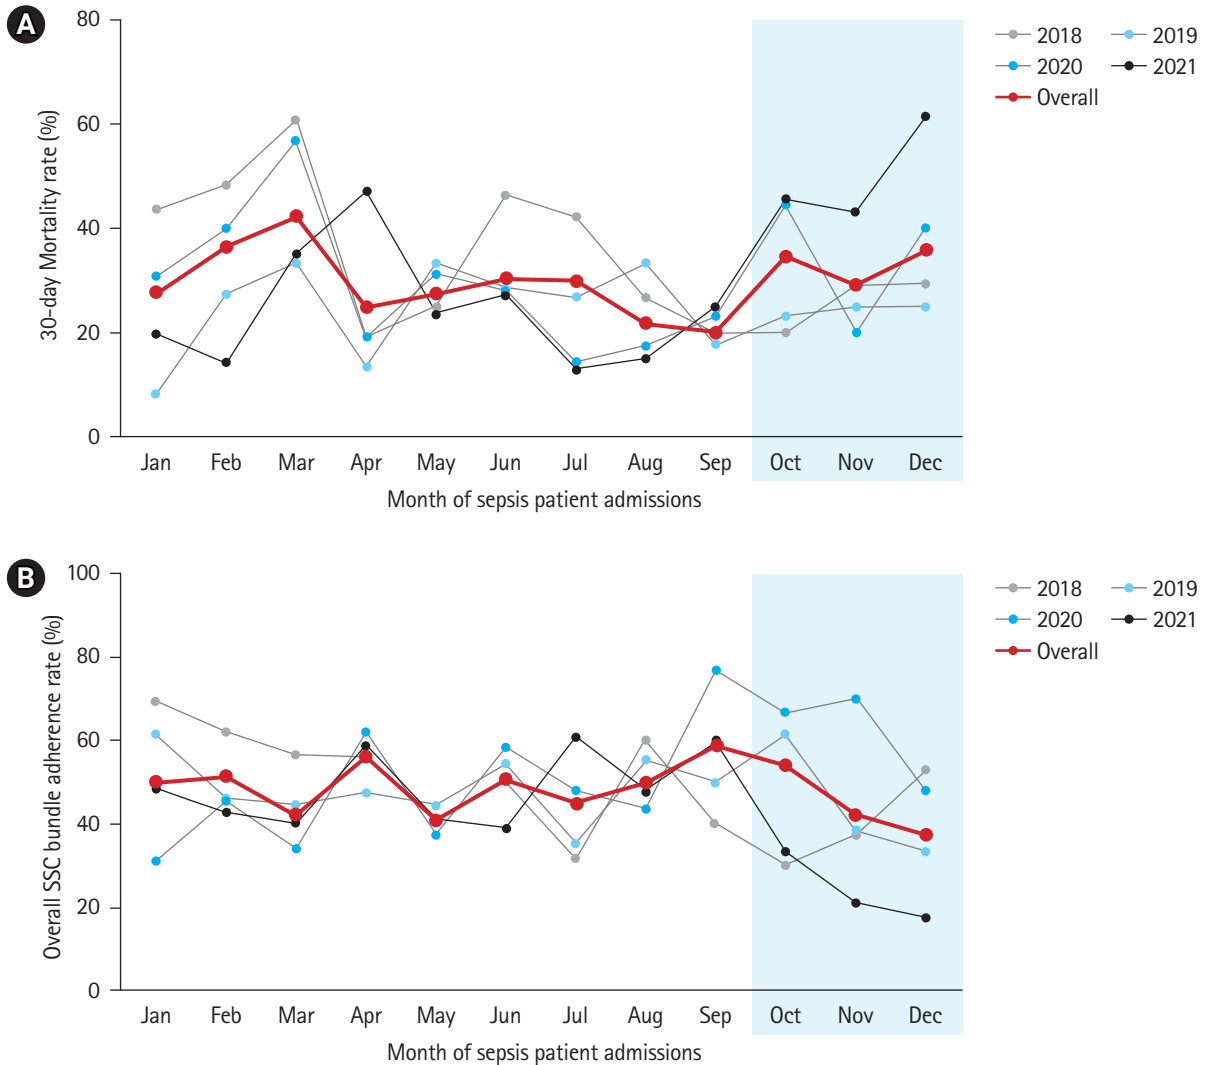 A
80
60
40
20
0
30-day Mortality rate (%)
Jan Feb Mar Apr May Jun Jul Aug Sep Oct Nov Dec
Month of sepsis patient admissions
2018 2019
2020 2021
Overall
B
100
80
60
40
20
0
Overall SSC bundle adherence rate (%)
Jan Feb Mar Apr May Jun Jul Aug Sep Oct Nov Dec
Month of sepsis patient admissions
2018 2019
2020 2021
Overall